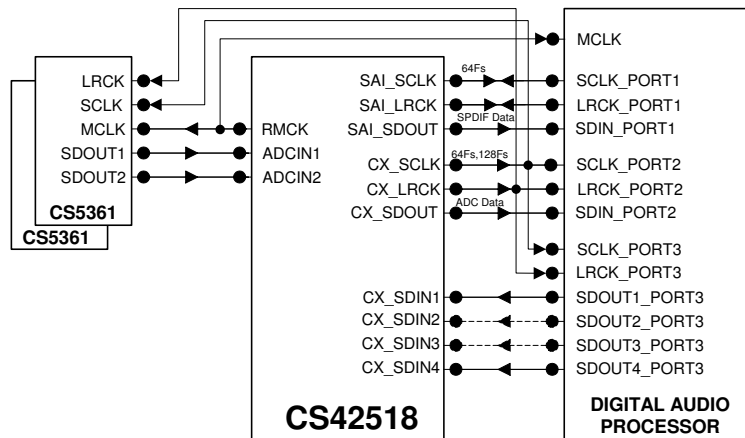 LRCK
SCLK
MCLK
SDOUT1
SDOUT2
CS5361
CS5361
RMCK
ADCIN1
ADCIN2
SAI_SCLK
SAI_LRCK
SAI_SDOUT
CX_SCLK
CX_LRCK
CX_SDOUT
CX_SDIN1
CX_SDIN2
CX_SDIN3
CX_SDIN4
CS42518
64Fs
SPDIF Data
64Fs,128Fs
ADC Data
MCLK
SCLK_PORT1
LRCK_PORT1
SDIN_PORT1
SCLK_PORT2
LRCK_PORT2
SDIN_PORT2
SCLK_PORT3
LRCK_PORT3
SDOUT1_PORT3
SDOUT2_PORT3
SDOUT3_PORT3
SDOUT4_PORT3
DIGITAL AUDIO
PROCESSOR